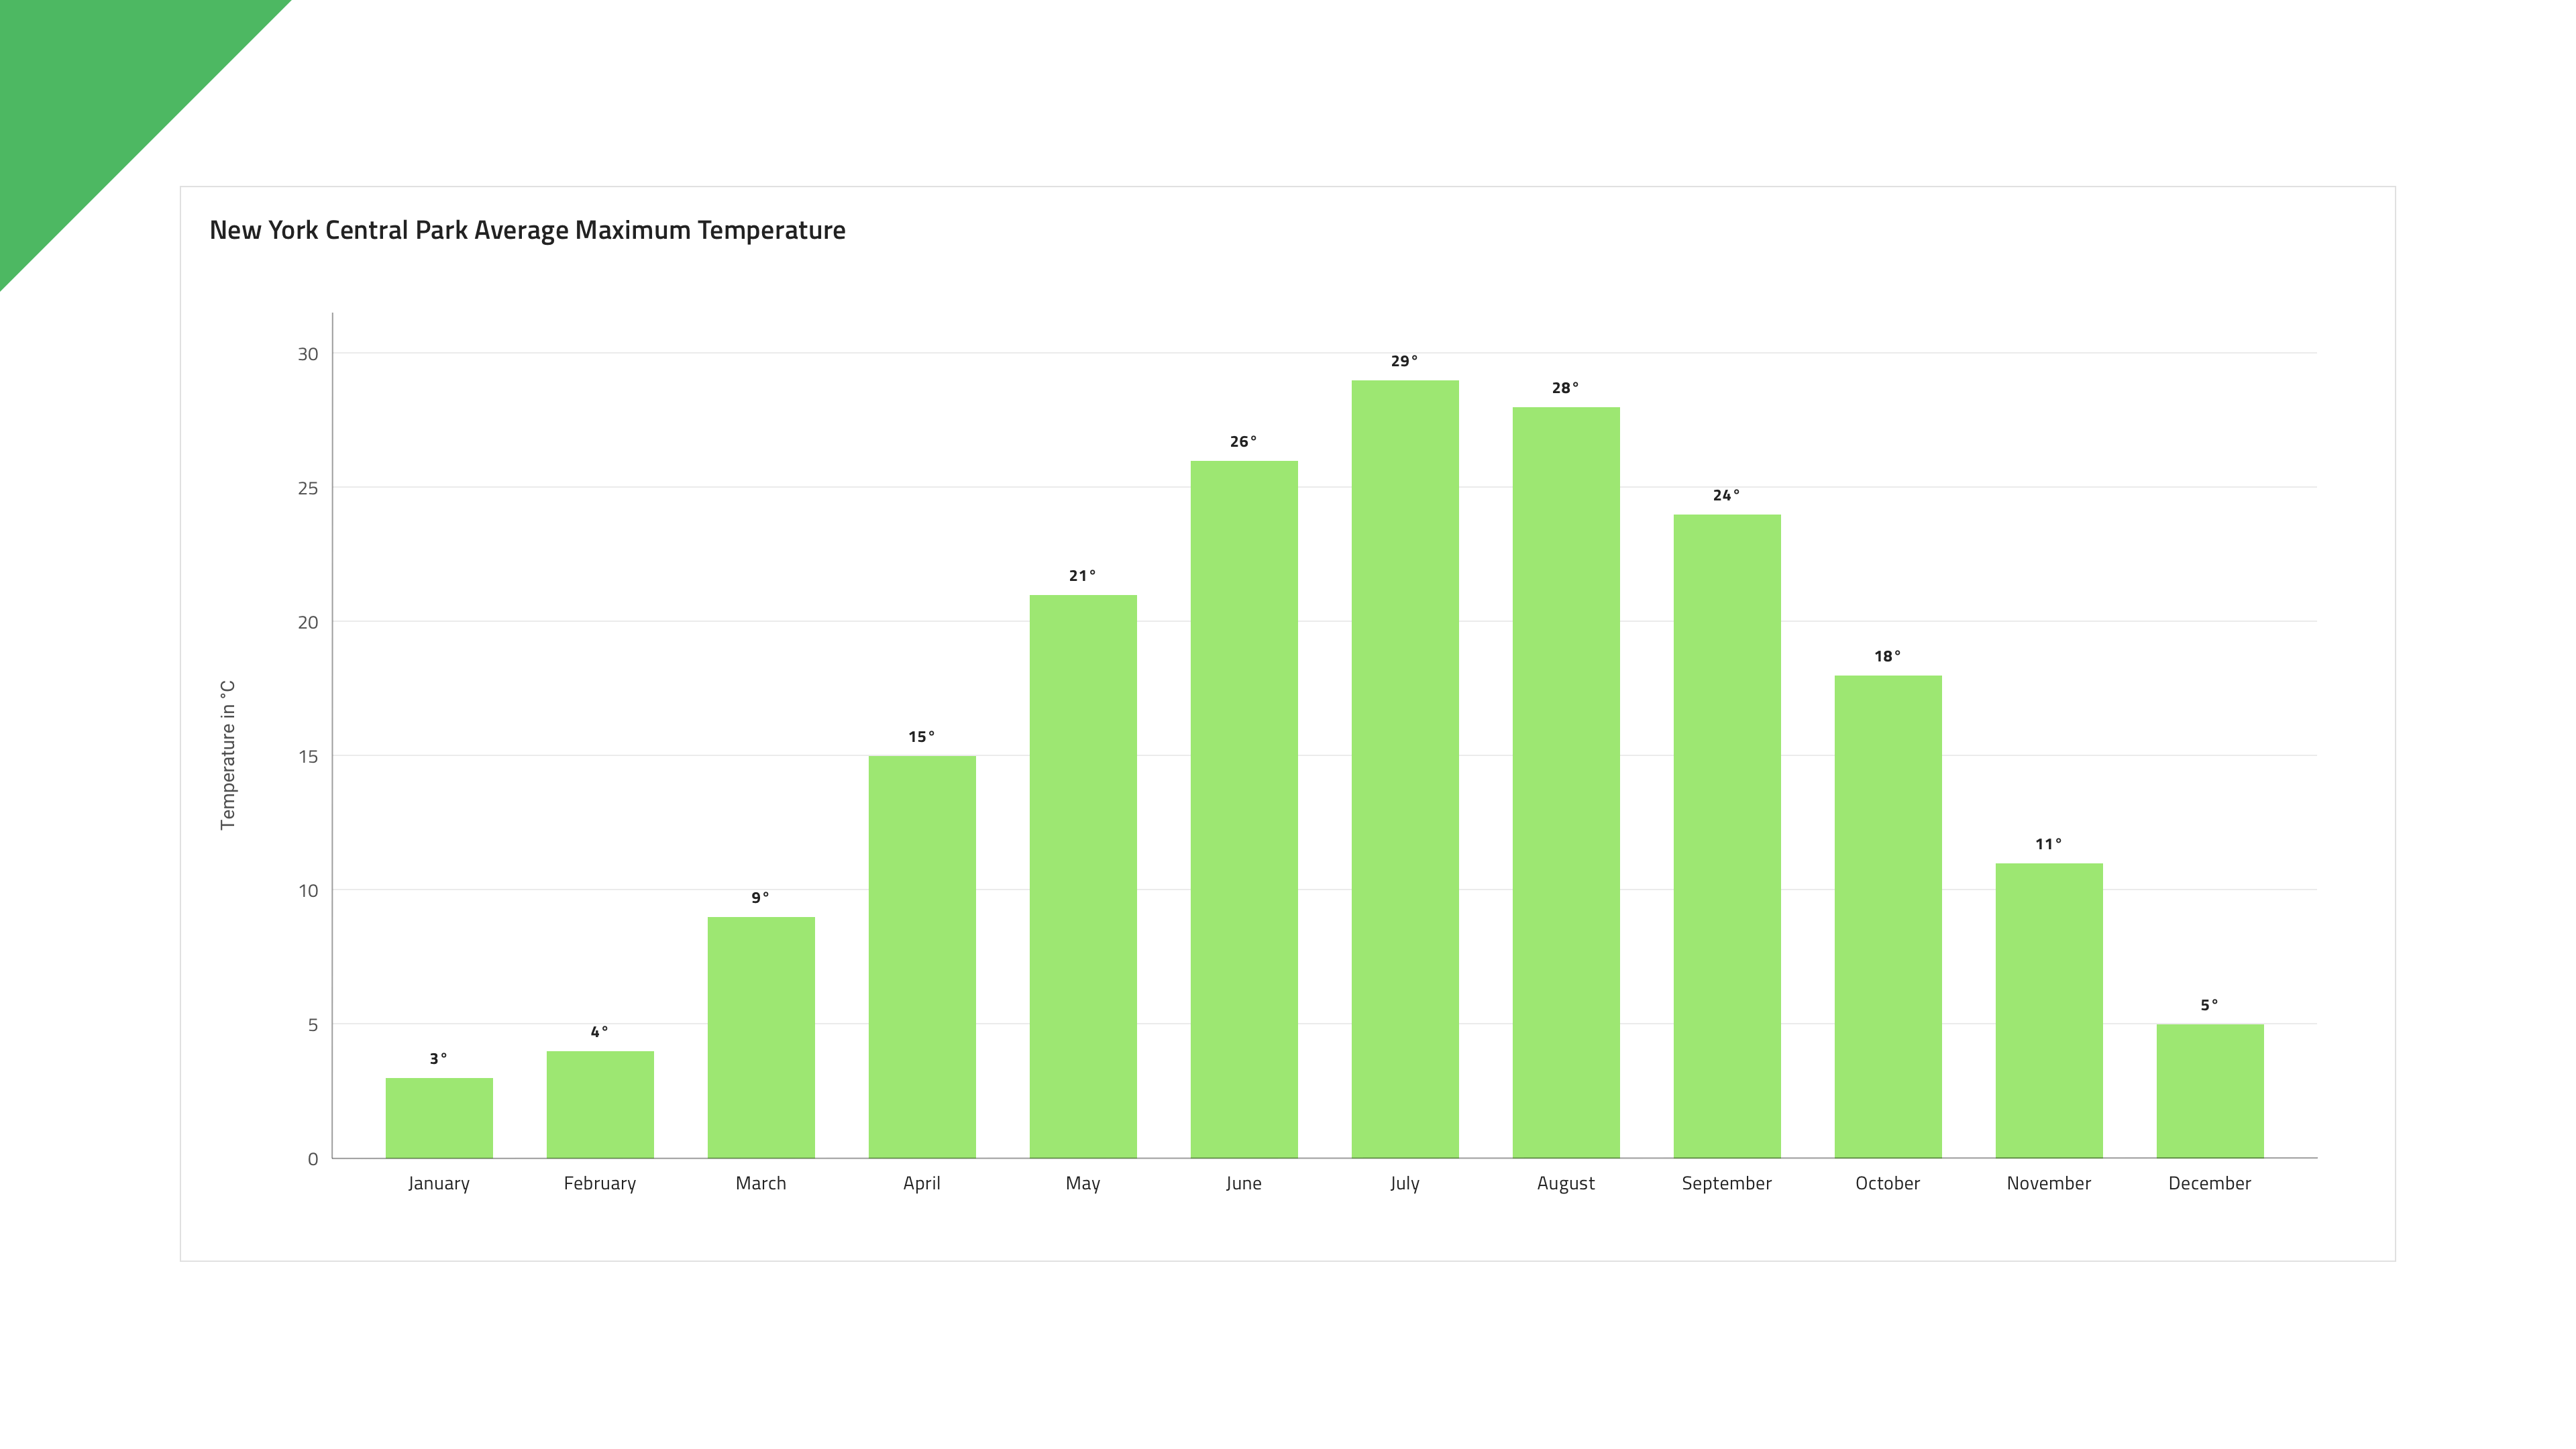 New York Central Park Average Maximum Temperature
Temperature in °C
30
25
20
15
10
5
0
3°
4°
9°
15°
21°
26°
29°
28°
24°
18°
11°
5°
January
February
March
April
May
June
July
August
September
October
November
December